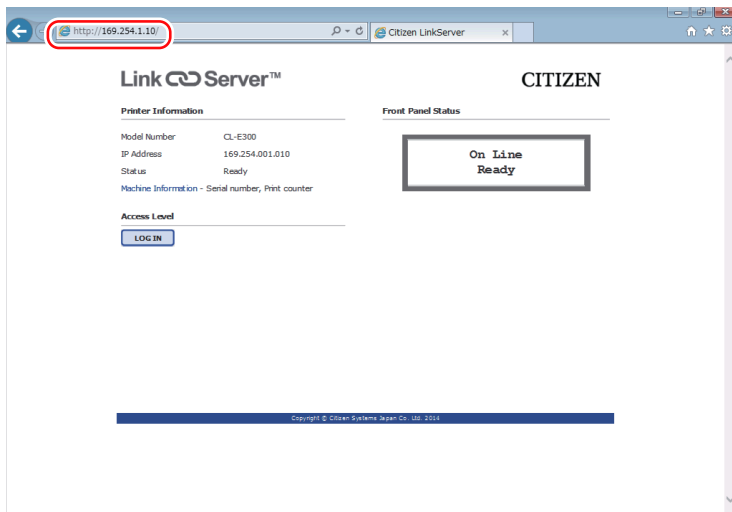 http://169.254.1.10/
Citizen LinkServer
Link Server™
CITIZEN
Printer Information
Model Number CL-E300
IP Address 169.254.001.010
Status Ready
Machine Information - Serial number, Print counter
Access Level
LOG IN
Front Panel Status
On Line
Ready
Copyright © Citizen Systems Japan Co. Ltd. 2014